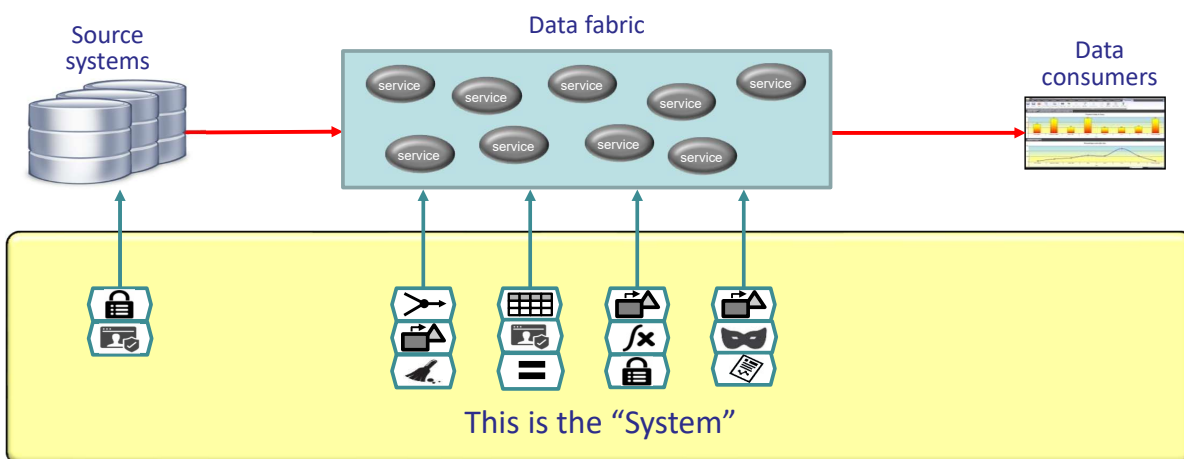 Source
systems
Data fabric
Data
consumers
service
service
service
service
service
service
service
service
service
This is the “System”